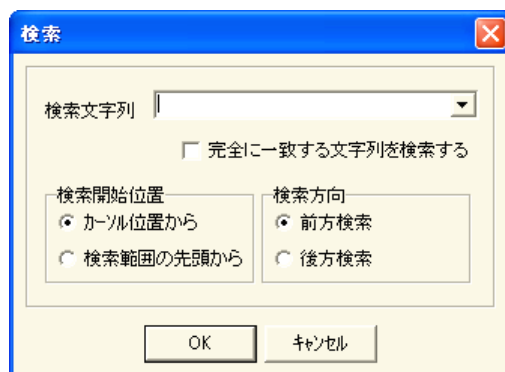 検索
検索文字列
完全に一致する文字列を検索する
検索開始位置
カーソル位置から
検索範囲の先頭から
検索方向
前方検索
後方検索
OK
キャンセル